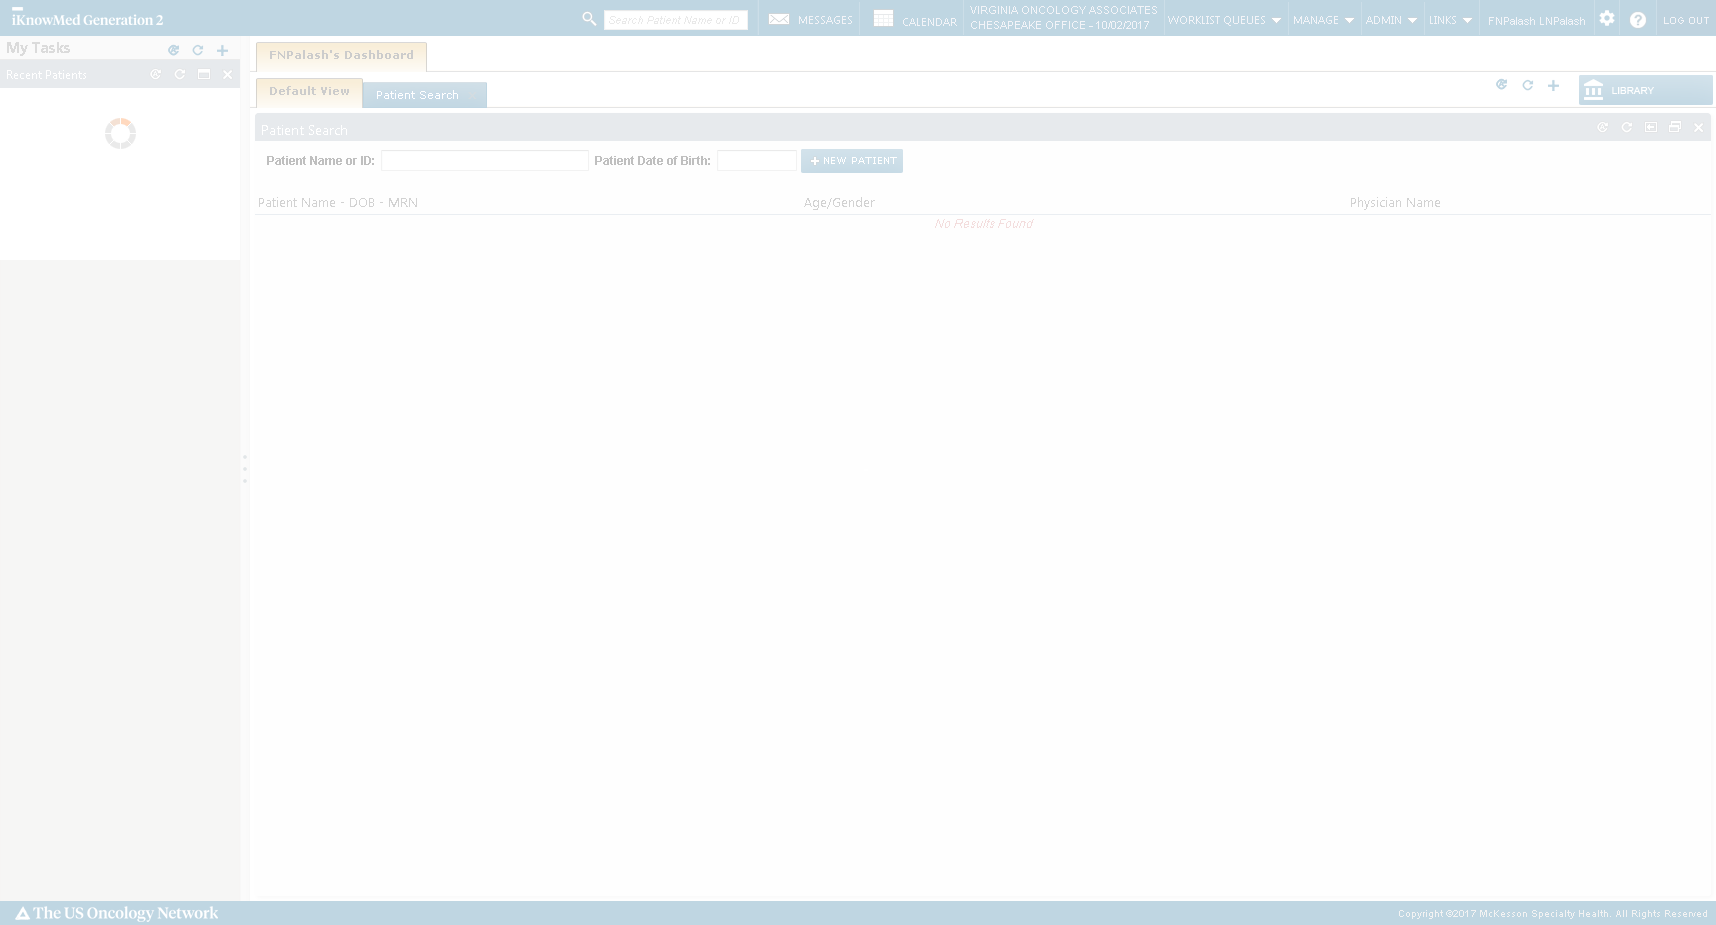 iKnowMed Generation 2
Search Patient Name or ID
MESSAGES
CALENDAR
VIRGINIA ONCOLOGY ASSOCIATES
CHESAPEAKE OFFICE - 10/02/2017
WORKLIST QUEUES
MANAGE
ADMIN
LINKS
FNPalash LNPalash
LOG OUT
My Tasks
Recent Patients
FNPalash's Dashboard
Default View
Patient Search
LIBRARY
Patient Search
Patient Name or ID:
Patient Date of Birth:
+ NEW PATIENT
Patient Name - DOB - MRN
Age/Gender
Physician Name
No Results Found
The US Oncology Network
Copyright ©2017 McKesson Specialty Health. All Rights Reserved